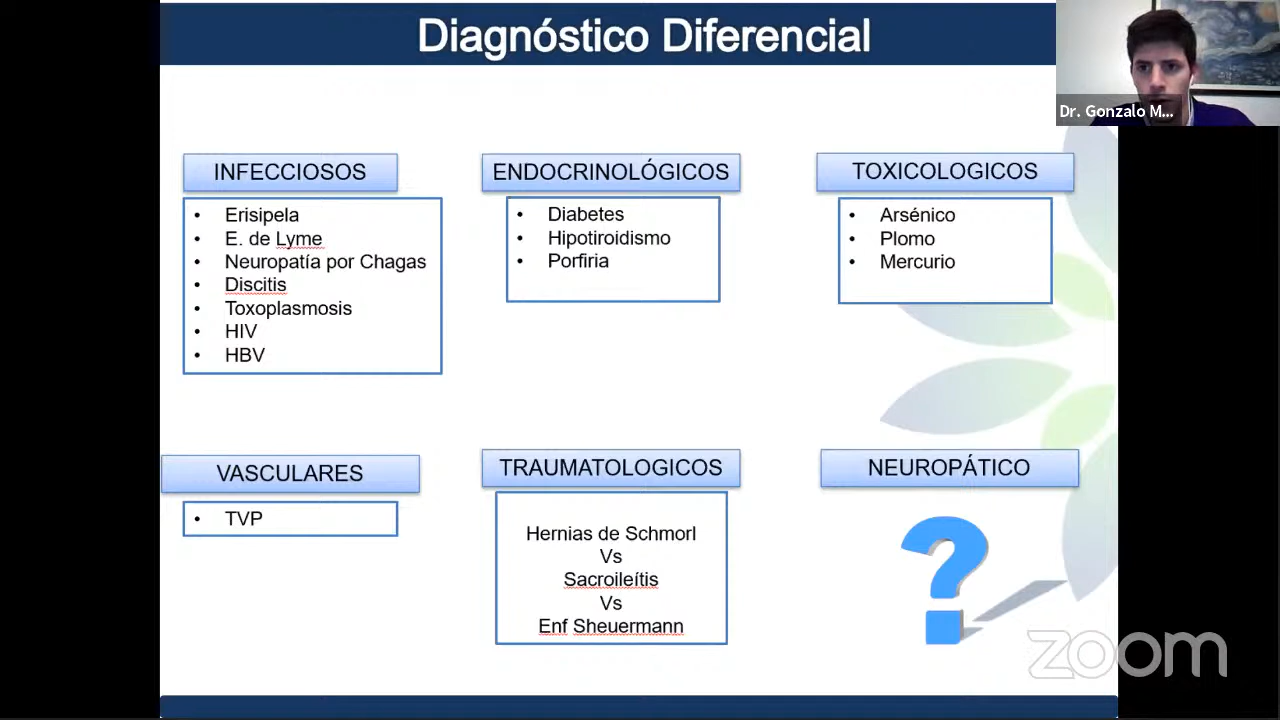 Diagnóstico Diferencial
Dr. Gonzalo M...
INFECCIOSOS
• Erisipela
• E. de Lyme
• Neuropatía por Chagas
• Discitis
• Toxoplasmosis
• HIV
• HBV
ENDOCRINOLÓGICOS
• Diabetes
• Hipotiroidismo
• Porfiria
TOXICOLOGICOS
• Arsénico
• Plomo
• Mercurio
VASCULARES
• TVP
TRAUMATOLOGICOS
Hernias de Schmorl
Vs
Sacroileítis
Vs
Enf Sheuermann
NEUROPÁTICO
?
zoom